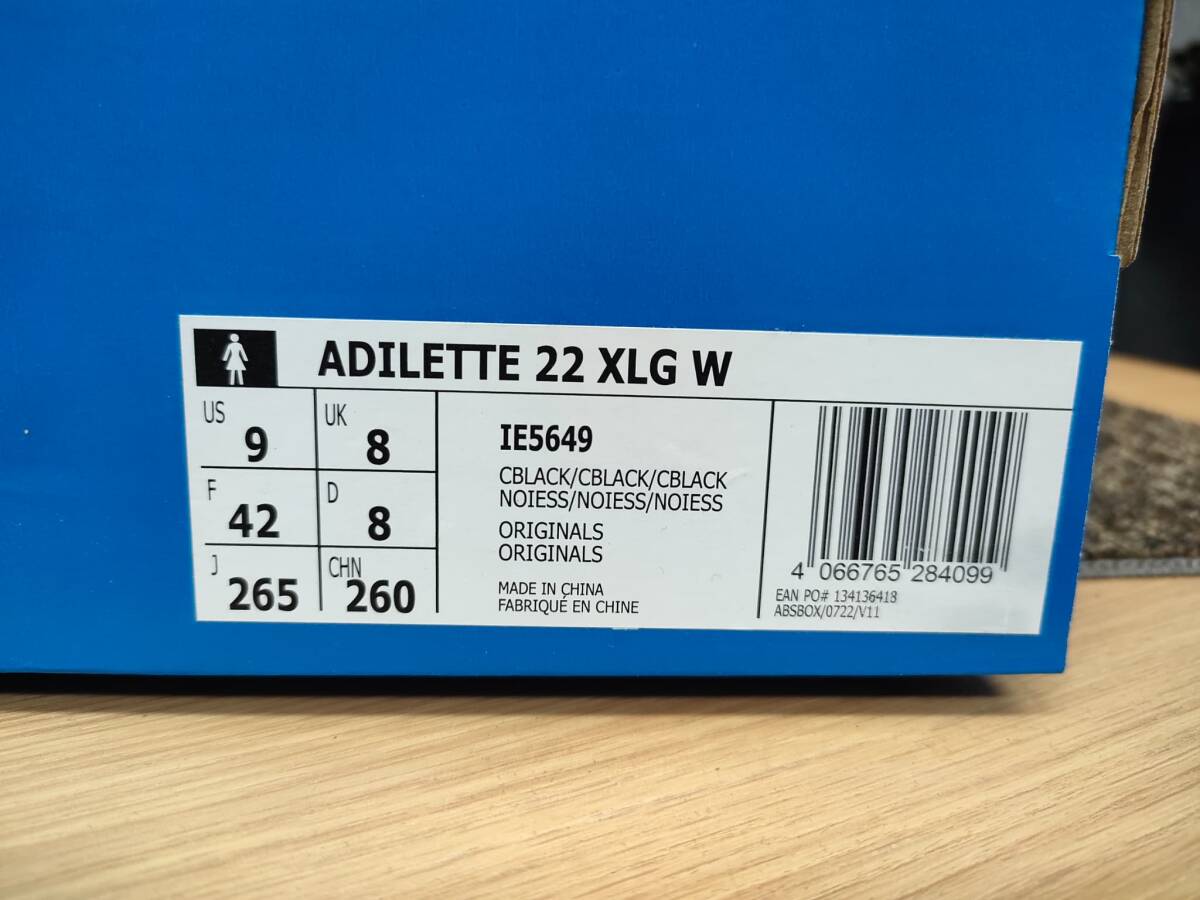 ADILETTE 22 XLG W
US 9 UK 8
F 42 D 8
J 265 CHN 260
IE5649
CBLACK/CBLACK/CBLACK
NOIESS/NOIESS/NOIESS
ORIGINALS
ORIGINALS
MADE IN CHINA
FABRIQUÉ EN CHINE
4 066765 284099
EAN PO# 134136418
ABSBOX/0722/V11